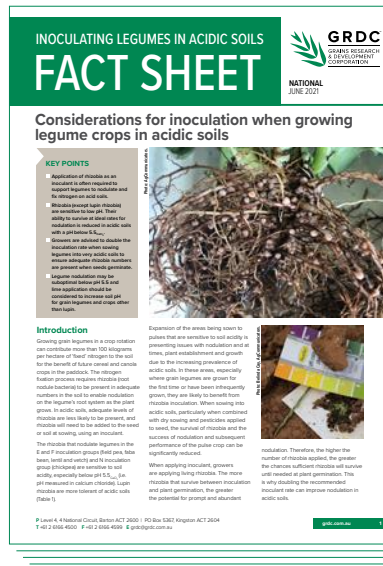 INOCULATING LEGUMES IN ACIDIC SOILS
FACT SHEET
GRDC
GRAINS RESEARCH
& DEVELOPMENT
CORPORATION
NATIONAL
JUNE 2021
Considerations for inoculation when growing
legume crops in acidic soils
KEY POINTS
Application of rhizobia as an
inoculant is often required to
support legumes to nodulate and
fix nitrogen on acid soils.
Rhizobia (except lupin rhizobia)
are sensitive to low pH. Their
ability to survive at ideal rates for
nodulation is reduced in acidic soils
with a pH below 5.5
Growers are advised to double the
inoculation rate when sowing
legumes into very acidic soils to
ensure adequate rhizobia numbers
are present when seeds germinate.
Legume nodulation may be
suboptimal below pH 5.5 and
lime application should be
considered to increase soil pH
for grain legumes and crops other
than lupin.
Introduction
Growing grain legumes in a crop rotation
can contribute more than 100 kilograms
per hectare of 'fixed' nitrogen to the soil
for the benefit of future cereal and canola
crops in the paddock. The nitrogen
fixation process requires rhizobia (root
nodule bacteria) to be present in adequate
numbers in the soil to enable nodulation
on the legume's root system as the plant
grows. In acidic soils, adequate levels of
rhizobia are less likely to be present, and
rhizobia will need to be added to the seed
or soil at sowing, using an inoculant.
The rhizobia that nodulate legumes in the
E and F inoculation groups (field pea, faba
bean, lentil and vetch) and N inoculation
group (chickpea) are sensitive to soil
acidity, especially below pH 5.5 (i.e.
pH measured in calcium chloride). Lupin
rhizobia are more tolerant of acidic soils
(Table 1).
Expansion of the areas being sown to
pulses that are sensitive to soil acidity is
presenting issues with nodulation and at
times, plant establishment and growth
due to the increasing prevalence of
acidic soils. In these areas, especially
where grain legumes are grown for
the first time or have been infrequently
grown, they are likely to benefit from
rhizobia inoculation. When sowing into
acidic soils, particularly when combined
with dry sowing and pesticides applied
to seed, the survival of rhizobia and the
success of nodulation and subsequent
performance of the pulse crop can be
significantly reduced.
When applying inoculant, growers
are applying living rhizobia. The more
rhizobia that survive between inoculation
and plant germination, the greater
the potential for prompt and abundant
nodulation. Therefore, the higher the
number of rhizobia applied, the greater
the chances sufficient rhizobia will survive
until needed at plant germination. This
is why doubling the recommended
inoculant rate can improve nodulation in
acidic soils.
P Level 4, 4 National Circuit, Barton ACT 2600 | PO Box 5367, Kingston ACT 2604
T +61 2 6166 4500 F +61 2 6166 4599 E grdc@grdc.com.au
grdc.com.au 1